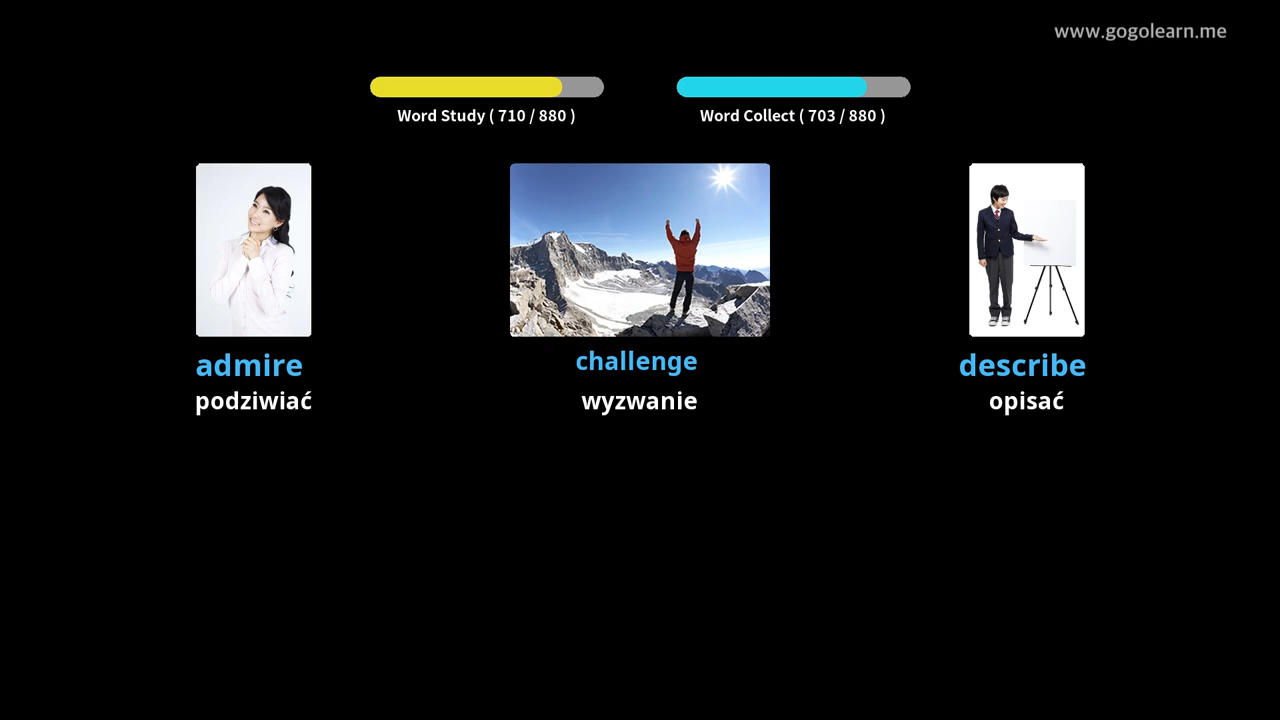 www.gogolearn.me
Word Study ( 710 / 880 )
Word Collect ( 703 / 880 )
admire
challenge
describe
podziwiać
wyzwanie
opisać